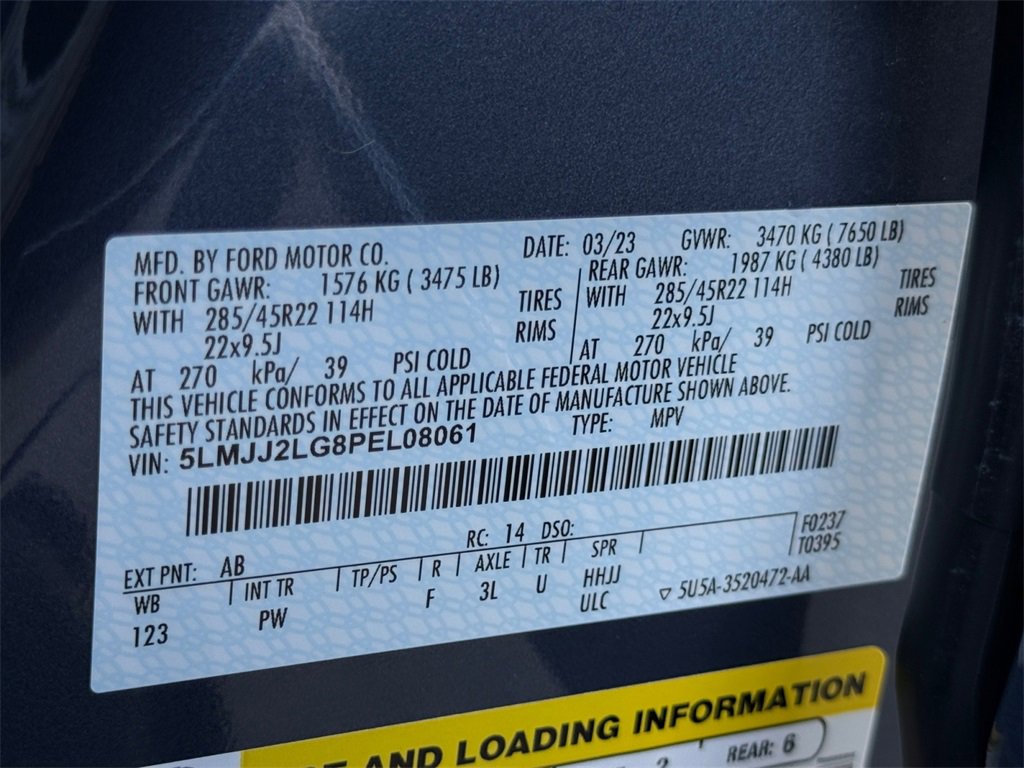 MFD. BY FORD MOTOR CO. DATE: 03/23 GVWR: 3470 KG ( 7650 LB)
FRONT GAWR: 1576 KG ( 3475 LB) REAR GAWR: 1987 KG ( 4380 LB)
WITH 285/45R22 114H TIRES WITH 285/45R22 114H TIRES
22x9.5J RIMS 22x9.5J RIMS
AT 270 kPa/ 39 PSI COLD AT 270 kPa/ 39 PSI COLD
THIS VEHICLE CONFORMS TO ALL APPLICABLE FEDERAL MOTOR VEHICLE
SAFETY STANDARDS IN EFFECT ON THE DATE OF MANUFACTURE SHOWN ABOVE.
VIN: 5LMJJ2LG8PEL08061 TYPE: MPV
EXT PNT: AB RC: 14 DSO: F0237
T0395
WB INT TR TP/PS R AXLE TR SPR
123 PW F 3L U HHJJ
ULC ▽ 5U5A-3520472-AA
AND LOADING INFORMATION
2 REAR: 6